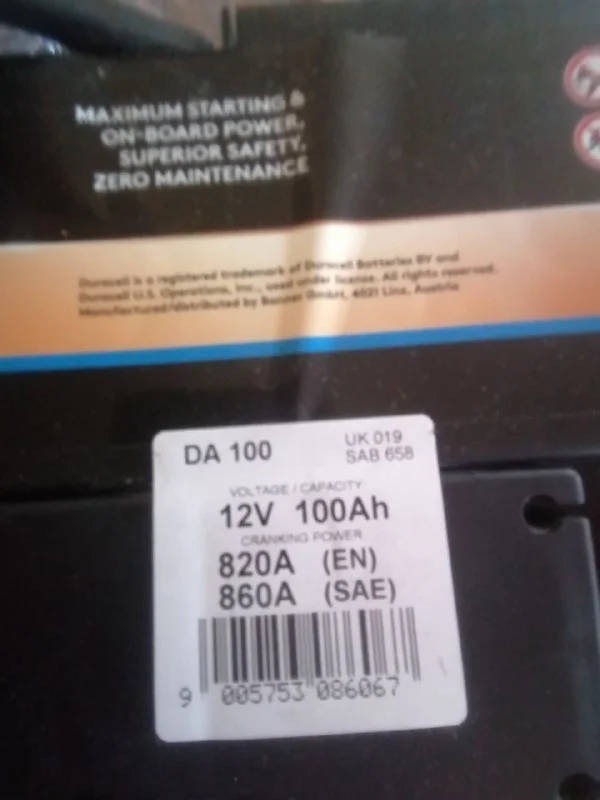 MAXIMUM STARTING &
ON-BOARD POWER,
SUPERIOR SAFETY,
ZERO MAINTENANCE
Duracell is a registered trademark of Duracell Batteries BV and
Duracell U.S. Operations, Inc., used under license. All rights reserved.
Manufactured/distributed by Banner GmbH, 4021 Linz, Austria
DA 100
UK 019
SAB 658
VOLTAGE / CAPACITY
12V 100Ah
CRANKING POWER
820A (EN)
860A (SAE)
9 005753 086067